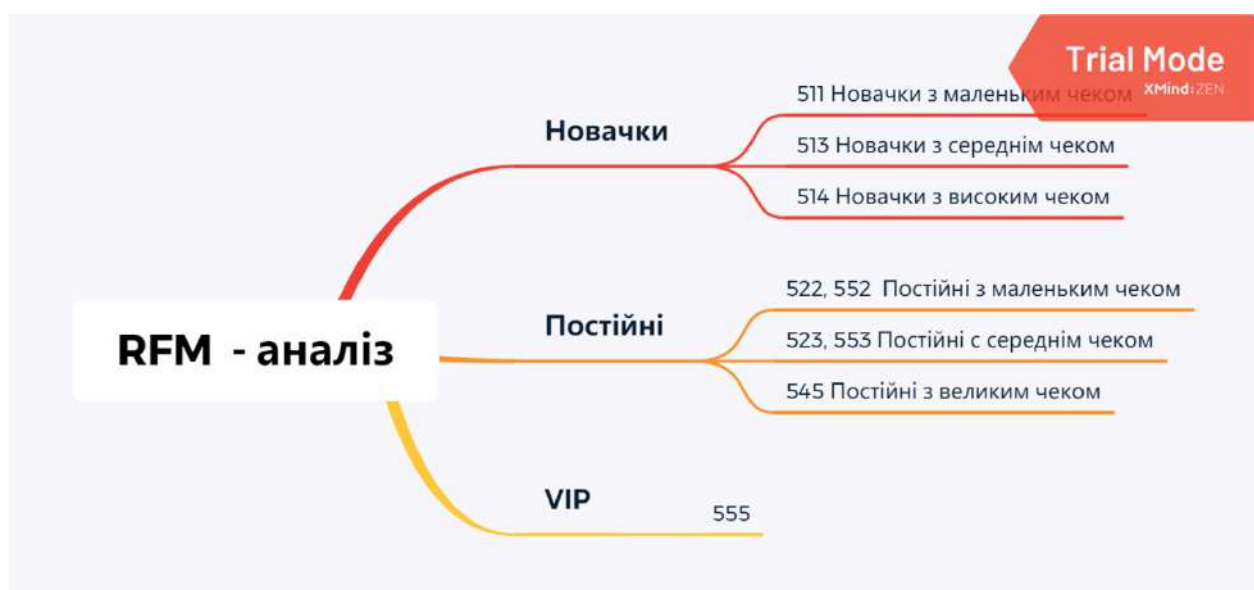 Trial Mode
XMind:ZEN
511 Новачки з маленьким чеком
Новачки
513 Новачки з середнім чеком
514 Новачки з високим чеком
522, 552 Постійні з маленьким чеком
Постійні
523, 553 Постійні с середнім чеком
RFM - аналіз
545 Постійні з великим чеком
VIP
555